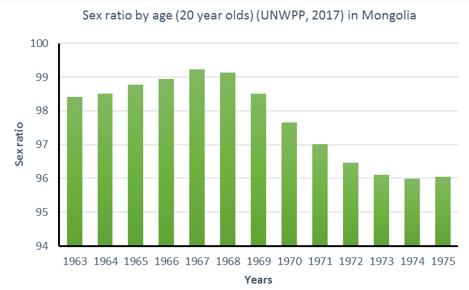 Sex ratio by age (20 year olds) (UNWPP, 2017) in Mongolia
100
99
98
97
96
95
94
Sex ratio
1963 1964 1965 1966 1967 1968 1969 1970 1971 1972 1973 1974 1975
Years